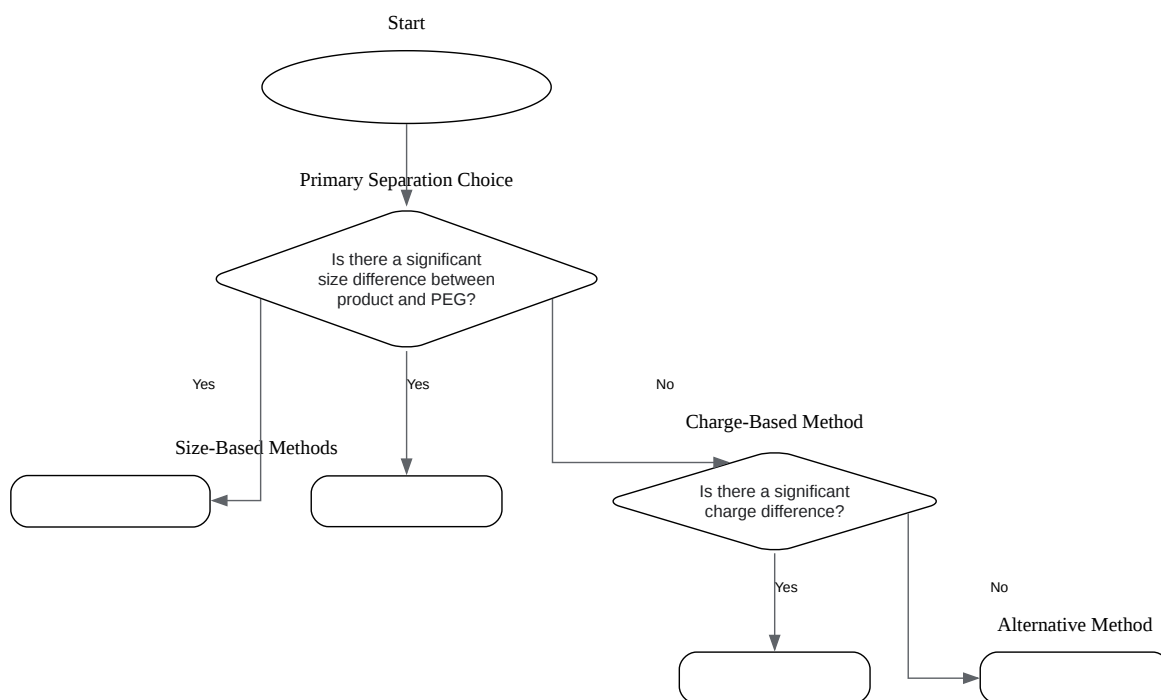 Start
Primary Separation Choice
Is there a significant
size difference between
product and PEG?
Yes
Yes
No
Charge-Based Method
Size-Based Methods
Is there a significant
charge difference?
Yes
No
Alternative Method